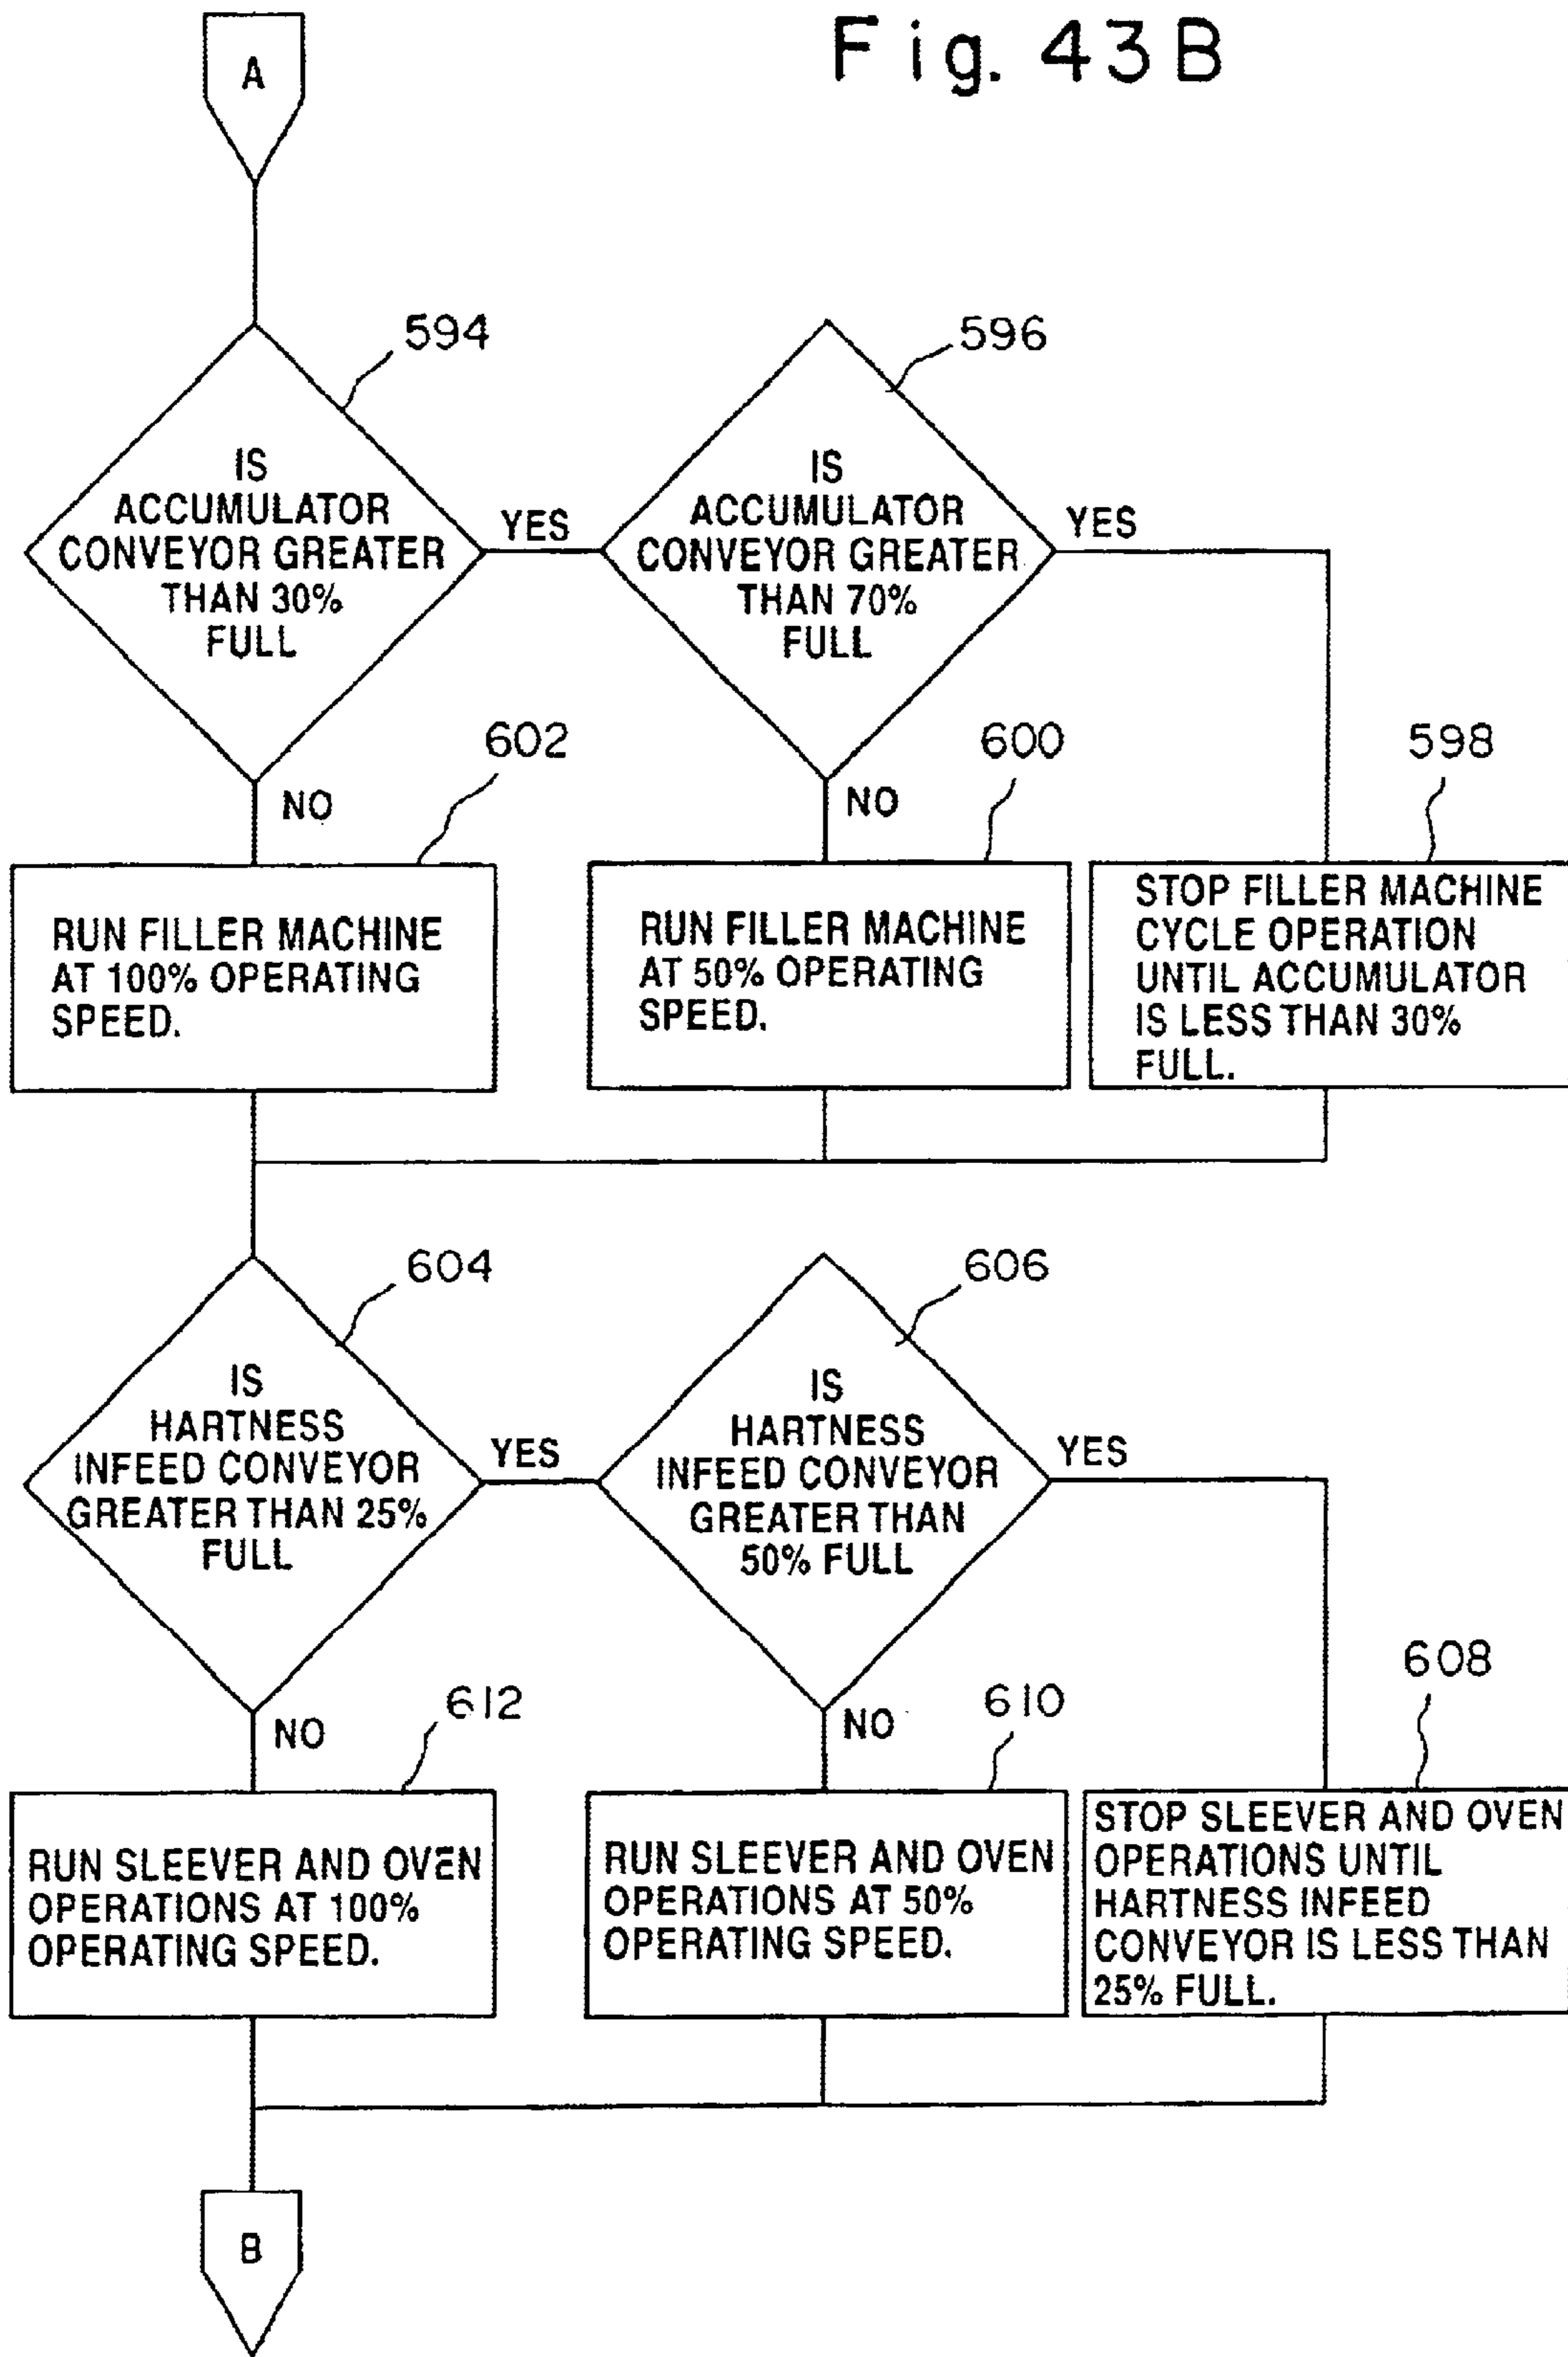 Fig. 43B
A
594
IS
ACCUMULATOR
CONVEYOR GREATER
THAN 30%
FULL
YES
596
IS
ACCUMULATOR
CONVEYOR GREATER
THAN 70%
FULL
YES
NO
602
RUN FILLER MACHINE
AT 100% OPERATING
SPEED.
NO
600
RUN FILLER MACHINE
AT 50% OPERATING
SPEED.
598
STOP FILLER MACHINE
CYCLE OPERATION
UNTIL ACCUMULATOR
IS LESS THAN 30%
FULL.
604
IS
HARTNESS
INFEED CONVEYOR
GREATER THAN 25%
FULL
YES
606
IS
HARTNESS
INFEED CONVEYOR
GREATER THAN
50% FULL
YES
NO
612
RUN SLEEVER AND OVEN
OPERATIONS AT 100%
OPERATING SPEED.
NO
610
RUN SLEEVER AND OVEN
OPERATIONS AT 50%
OPERATING SPEED.
608
STOP SLEEVER AND OVEN
OPERATIONS UNTIL
HARTNESS INFEED
CONVEYOR IS LESS THAN
25% FULL.
B